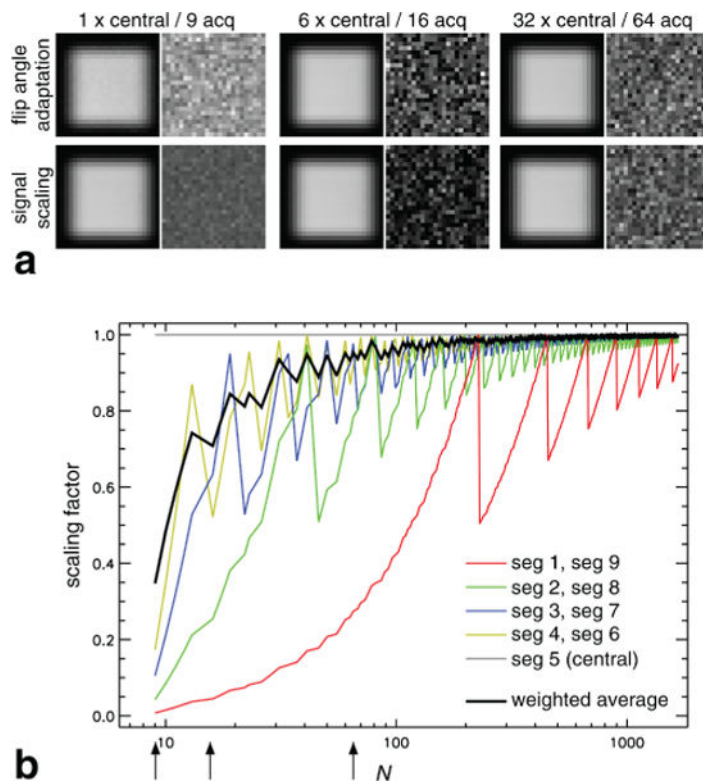 1 x central / 9 acq
6 x central / 16 acq
32 x central / 64 acq
flip angle
adaptation
signal
scaling
a
1.0
0.8
0.6
0.4
0.2
0.0
scaling factor
seg 1, seg 9
seg 2, seg 8
seg 3, seg 7
seg 4, seg 6
seg 5 (central)
weighted average
10
100
1000
N
b